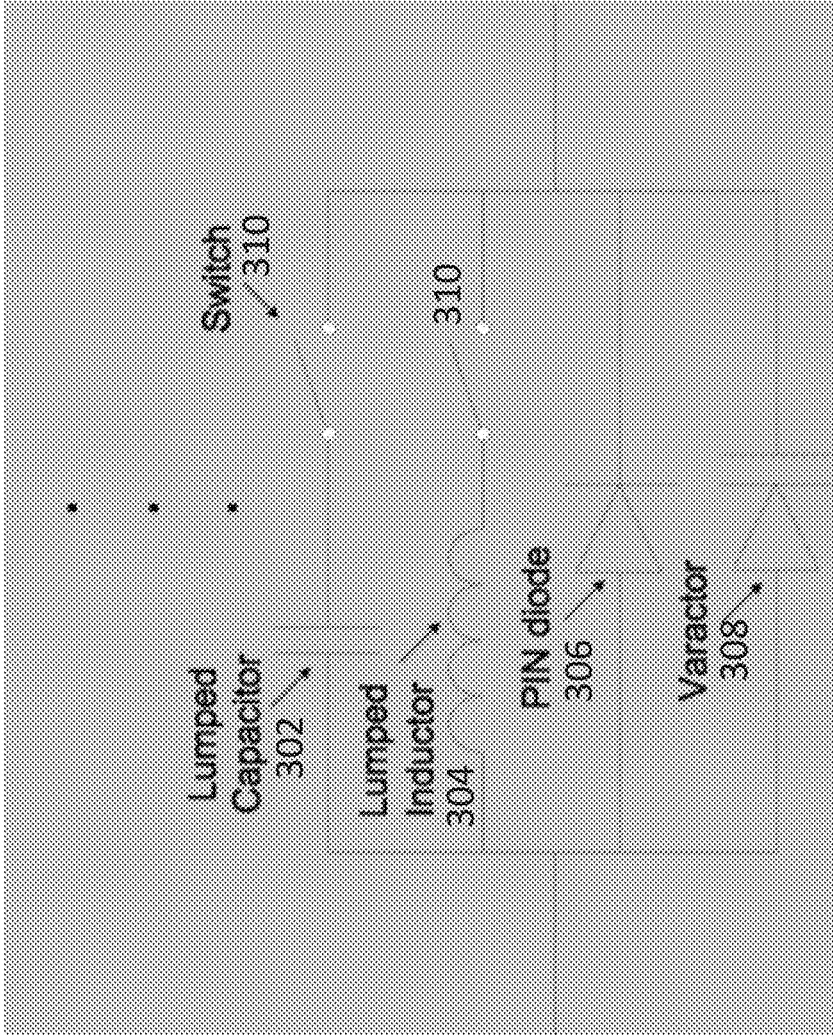 Lumped
Capacitor
302
Switch
310
Lumped
Inductor
304
310
PIN diode
306
Varactor
308